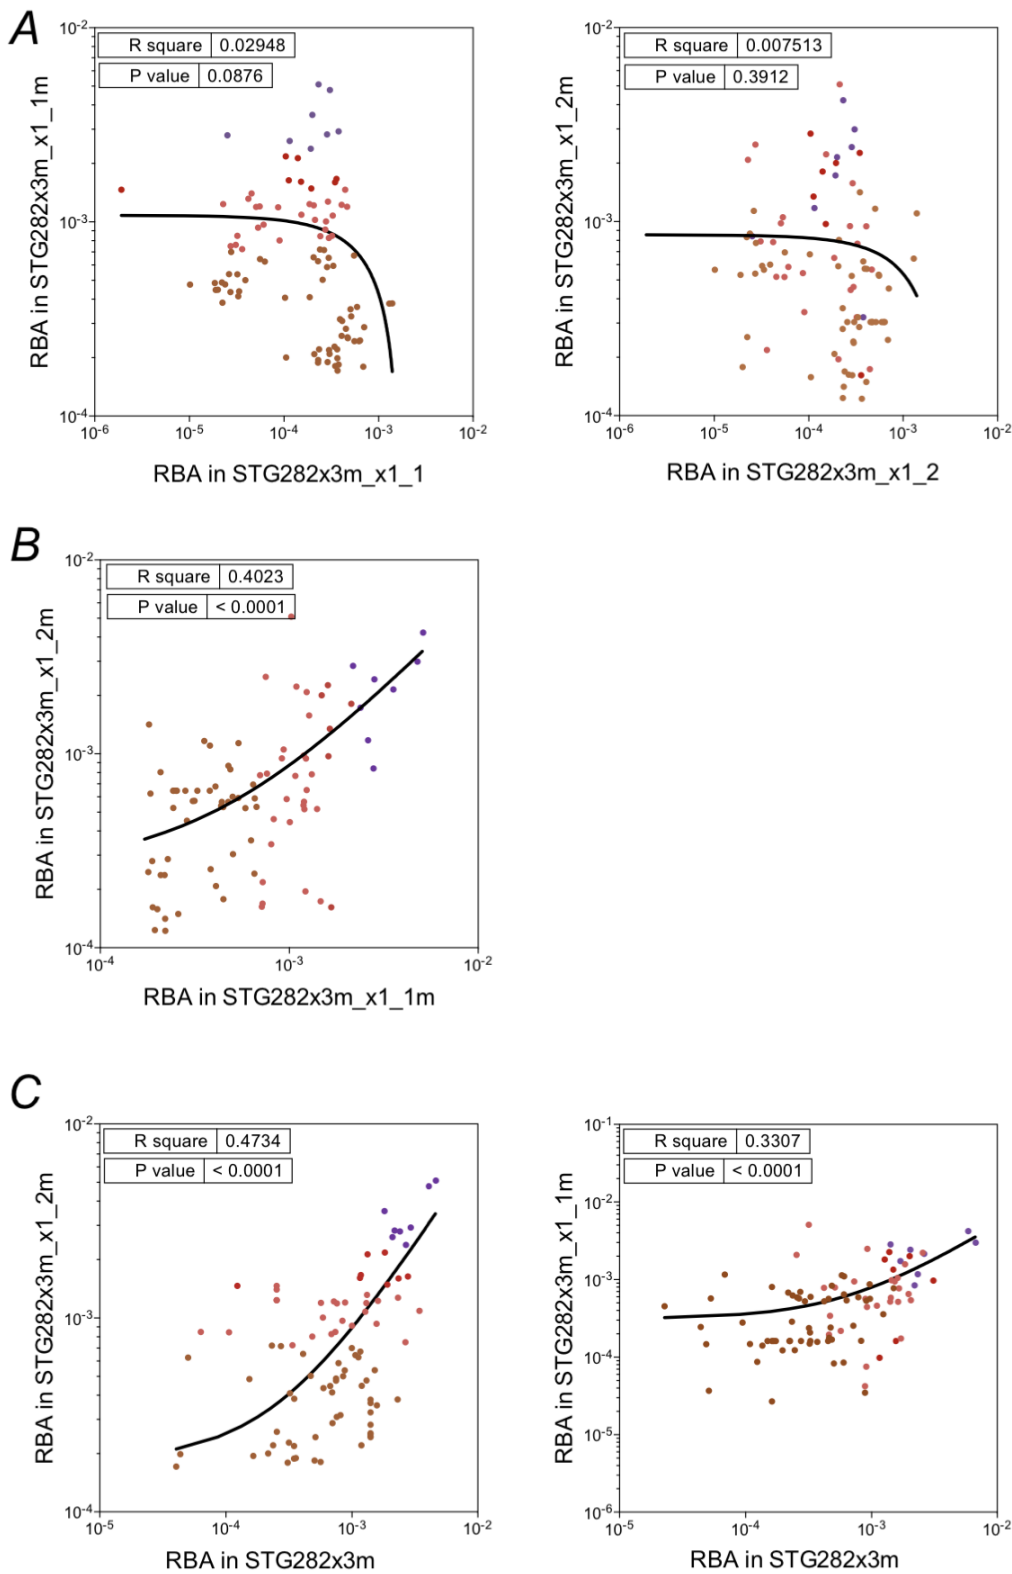 A
R square 0.02948
P value 0.0876
RBA in STG282x3m_x1_1m
10-2
10-3
10-4
10-6 10-5 10-4 10-3 10-2
RBA in STG282x3m_x1_1
R square 0.007513
P value 0.3912
RBA in STG282x3m_x1_2m
10-2
10-3
10-4
10-6 10-5 10-4 10-3 10-2
RBA in STG282x3m_x1_2
B
R square 0.4023
P value < 0.0001
RBA in STG282x3m_x1_2m
10-2
10-3
10-4
10-4 10-3 10-2
RBA in STG282x3m_x1_1m
C
R square 0.4734
P value < 0.0001
RBA in STG282x3m_x1_2m
10-2
10-3
10-4
10-5 10-4 10-3 10-2
RBA in STG282x3m
R square 0.3307
P value < 0.0001
RBA in STG282x3m_x1_1m
10-1
10-2
10-3
10-4
10-5
10-6
10-5 10-4 10-3 10-2
RBA in STG282x3m